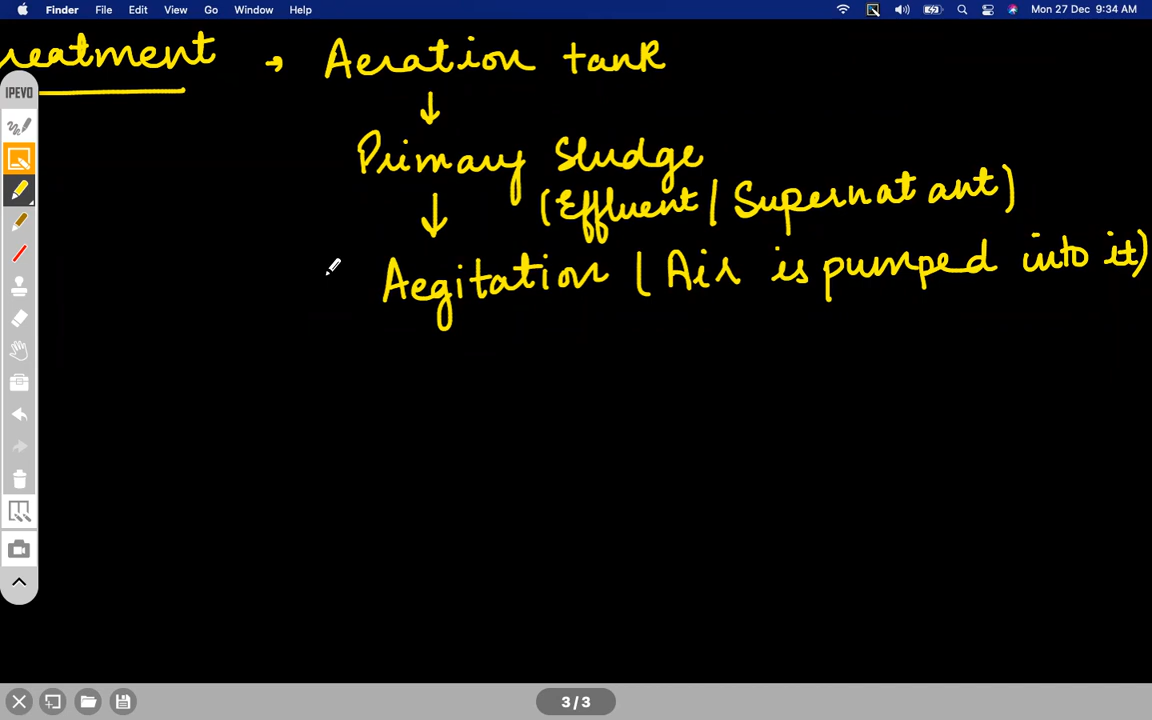 Finder File Edit View Window Go Help Mon 27 Dec 9:34 AM
reatment → Aeration tank
IPEVO
↓
Primary Sludge
(Effluent / Supernatant)
↓
Aegitation (Air is pumped into it)
3/3